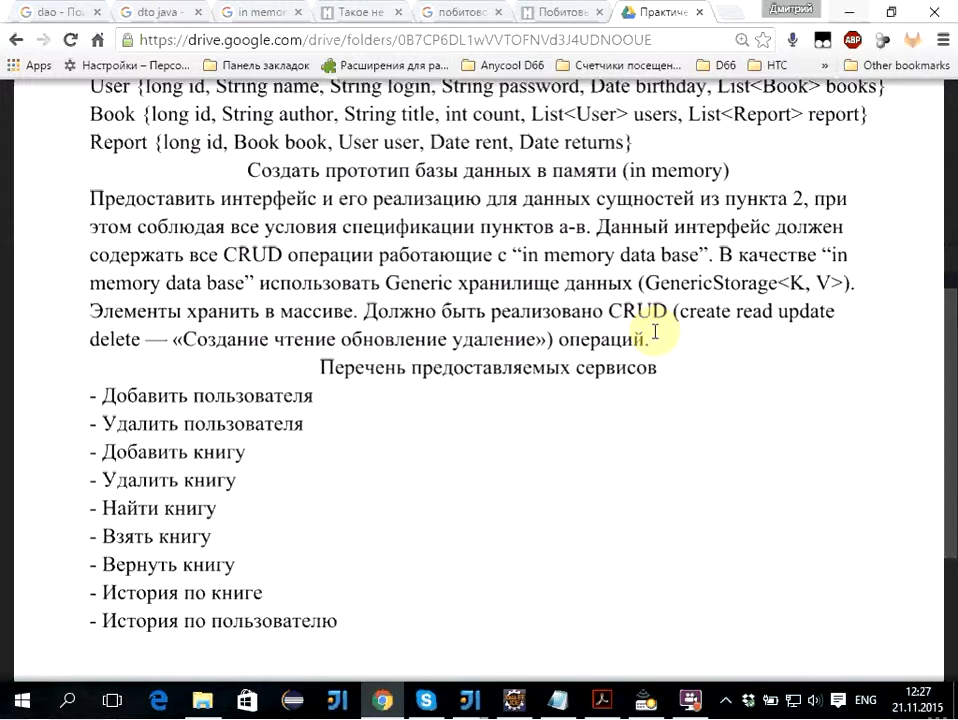 dao - По
dto java -
in memor
Такое не
побитовс
Побитовь
Практиче
Дмитрий
https://drive.google.com/drive/folders/0B7CP6DL1wVVTOFNVd3J4UDNOOUE
Apps
Настройки – Персо...
Панель закладок
Расширения для ра...
Anycool D66
Счетчики посещен...
D66
НТС
»
Other bookmarks
User {long id, String name, String login, String password, Date birthday, List<Book> books}
Book {long id, String author, String title, int count, List<User> users, List<Report> report}
Report {long id, Book book, User user, Date rent, Date returns}
Создать прототип базы данных в памяти (in memory)
Предоставить интерфейс и его реализацию для данных сущностей из пункта 2, при
этом соблюдая все условия спецификации пунктов а-в. Данный интерфейс должен
содержать все CRUD операции работающие с “in memory data base”. В качестве “in
memory data base” использовать Generic хранилище данных (GenericStorage<K, V>).
Элементы хранить в массиве. Должно быть реализовано CRUD (create read update
delete — «Создание чтение обновление удаление») операций.
Перечень предоставляемых сервисов
- Добавить пользователя
- Удалить пользователя
- Добавить книгу
- Удалить книгу
- Найти книгу
- Взять книгу
- Вернуть книгу
- История по книге
- История по пользователю
ENG
12:27
21.11.2015